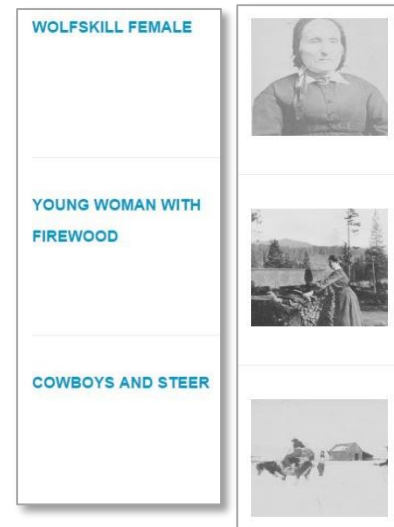 WOLFSKILL FEMALE
YOUNG WOMAN WITH
FIREWOOD
COWBOYS AND STEER